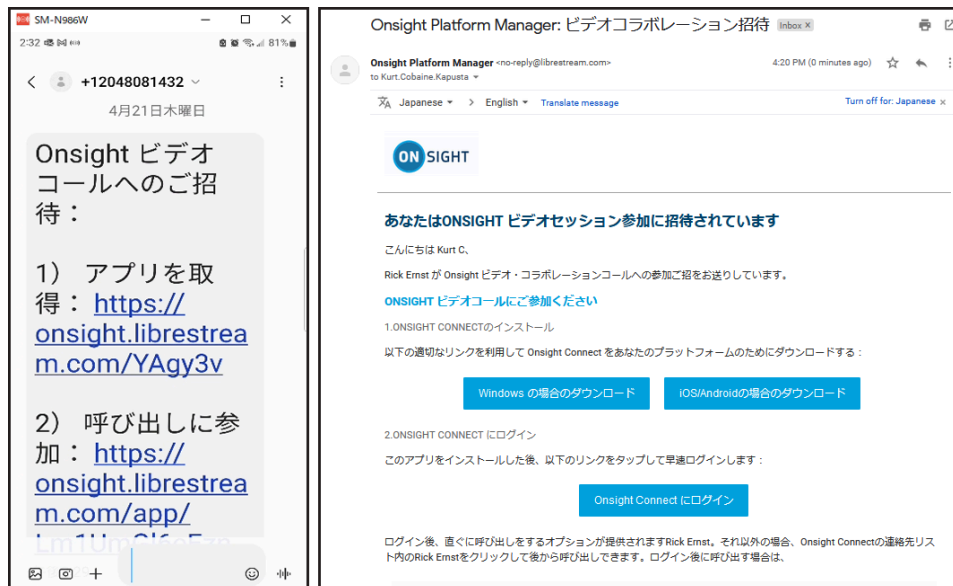 SM-N986W
2:32
81%
+12048081432
4月21日木曜日
Onsight ビデオ
コールへのご招
待：
1） アプリを取
得： https://
onsight.librestrea
m.com/YAgy3v
2） 呼び出しに参
加： https://
onsight.librestrea
m.com/app/
Onsight Platform Manager: ビデオコラボレーション招待 Inbox x
Onsight Platform Manager <no-reply@librestream.com>
4:20 PM (0 minutes ago)
to Kurt.Cobaine.Kapusta
Japanese > English Translate message
Turn off for: Japanese x
ON SIGHT
あなたはONSIGHT ビデオセッション参加に招待されています
こんにちは Kurt C、
Rick Ernst が Onsight ビデオ・コラボレーションコールへの参加ご招をお送りしています。
ONSIGHT ビデオコールにご参加ください
1.ONSIGHT CONNECTのインストール
以下の適切なリンクを利用して Onsight Connect をあなたのプラットフォームのためにダウンロードする：
Windows の場合のダウンロード
iOS/Androidの場合のダウンロード
2.ONSIGHT CONNECT にログイン
このアプリをインストールした後、以下のリンクをタップして早速ログインします：
Onsight Connect にログイン
ログイン後、直ぐに呼び出しをするオプションが提供されますRick Ernst。それ以外の場合、Onsight Connectの連絡先リス
ト内のRick Ernstをクリックして後から呼び出しできます。ログイン後に呼び出す場合は、